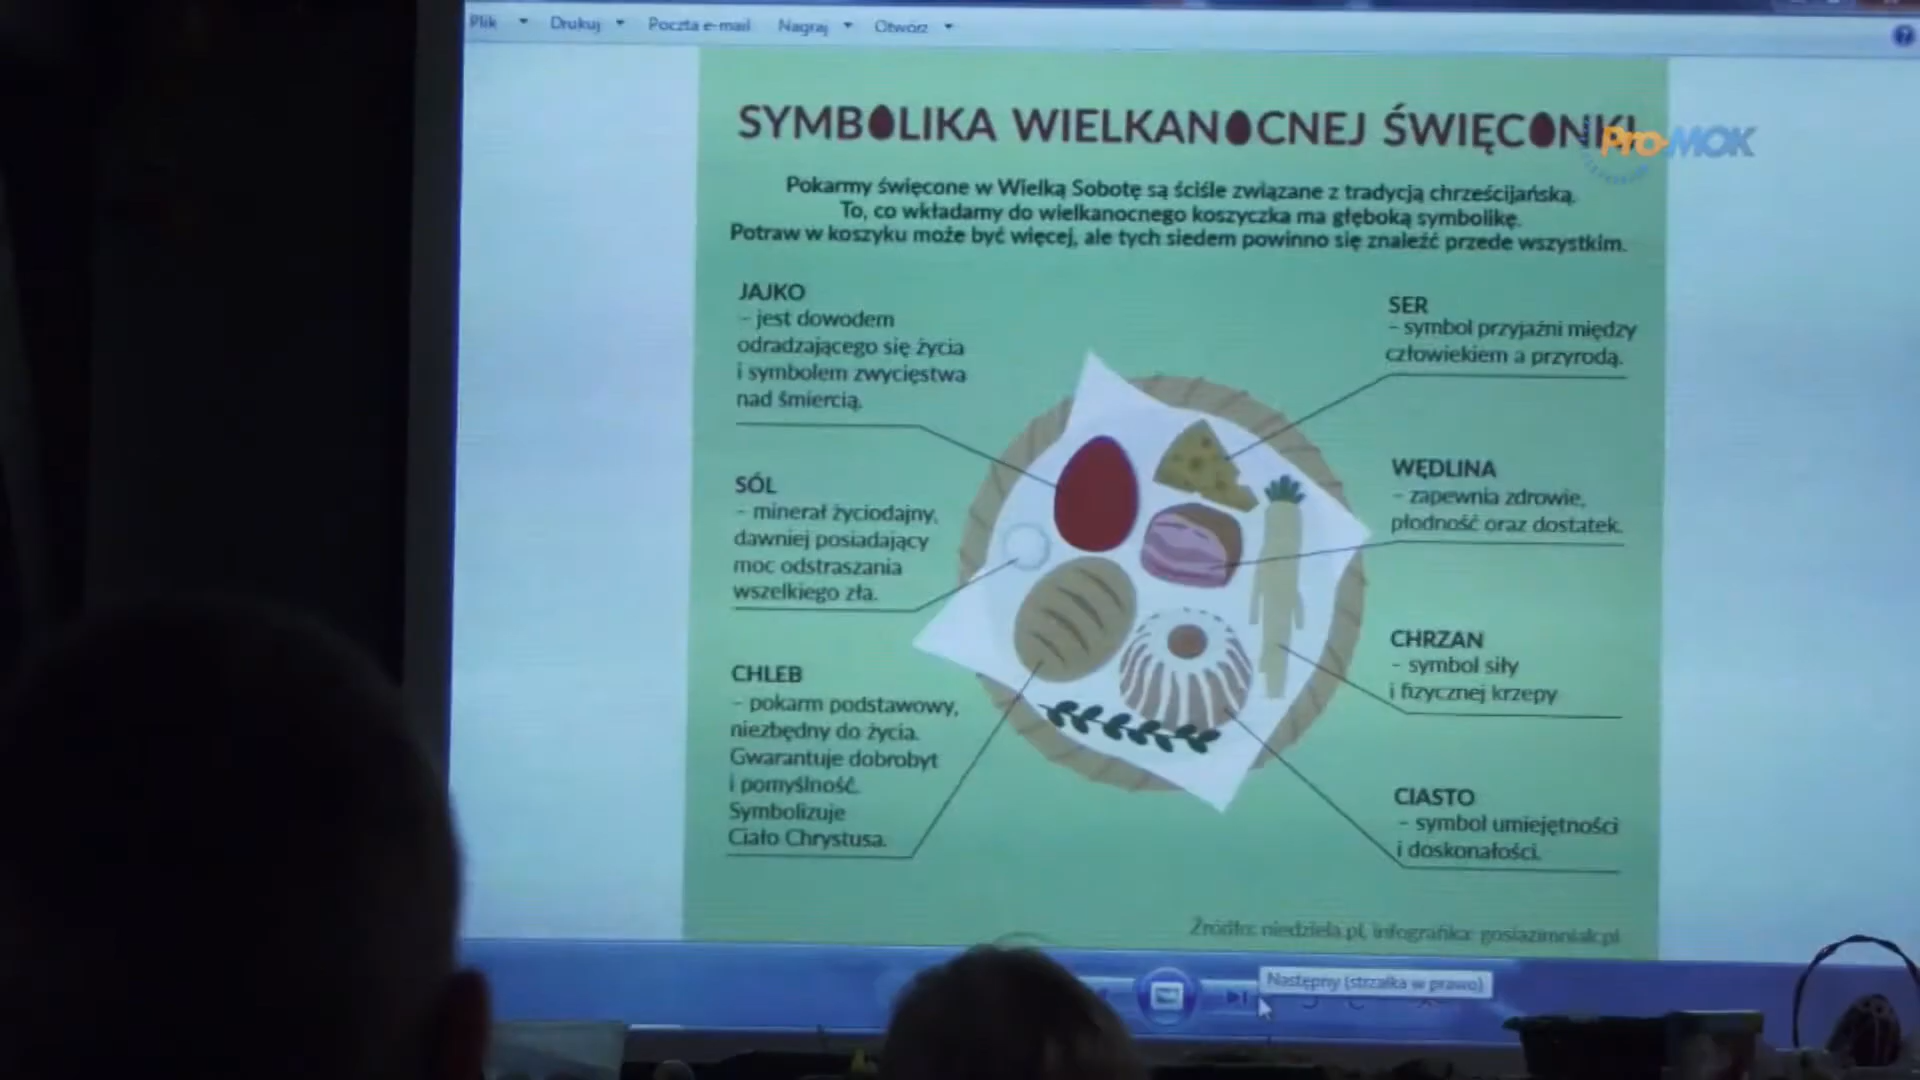 Plik
Drukuj
Poczta e-mail
Nagraj
Otwórz
SYMBOLIKA WIELKANOCNEJ ŚWIĘCONKI
Pro-MOK
Pokarmy święcone w Wielką Sobotę są ściśle związane z tradycją chrześcijańską.
To, co wkładamy do wielkanocnego koszyczka ma głęboką symbolikę.
Potraw w koszyku może być więcej, ale tych siedem powinno się znaleźć przede wszystkim.
JAJKO
– jest dowodem
odradzającego się życia
i symbolem zwycięstwa
nad śmiercią.
SÓL
– minerał życiodajny,
dawniej posiadający
moc odstraszania
wszelkiego zła.
CHLEB
– pokarm podstawowy,
niezbędny do życia.
Gwarantuje dobrobyt
i pomyślność.
Symbolizuje
Ciało Chrystusa.
SER
– symbol przyjaźni między
człowiekiem a przyrodą.
WĘDLINA
– zapewnia zdrowie,
płodność oraz dostatek.
CHRZAN
– symbol siły
i fizycznej krzepy
CIASTO
– symbol umiejętności
i doskonałości.
Źródło: niedziela.pl, infografika: gosiazimniak.pl
Następny (strzałka w prawo)